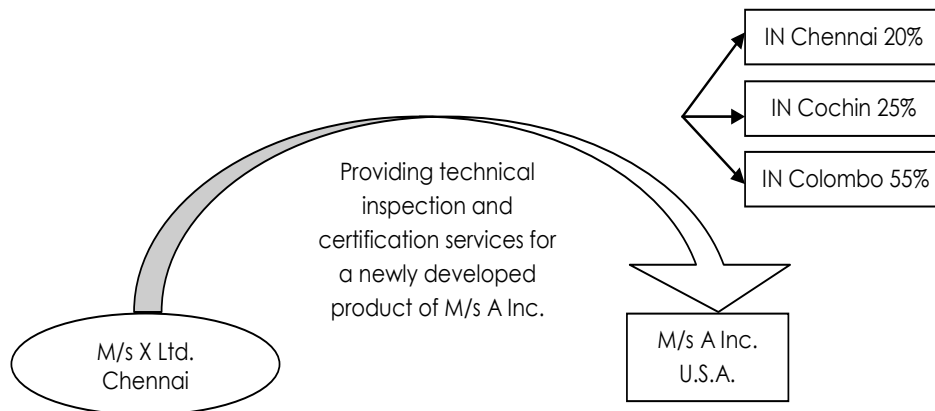 IN Chennai 20%
IN Cochin 25%
IN Colombo 55%
Providing technical
inspection and
certification services for
a newly developed
product of M/s A Inc.
M/s X Ltd.
Chennai
M/s A Inc.
U.S.A.